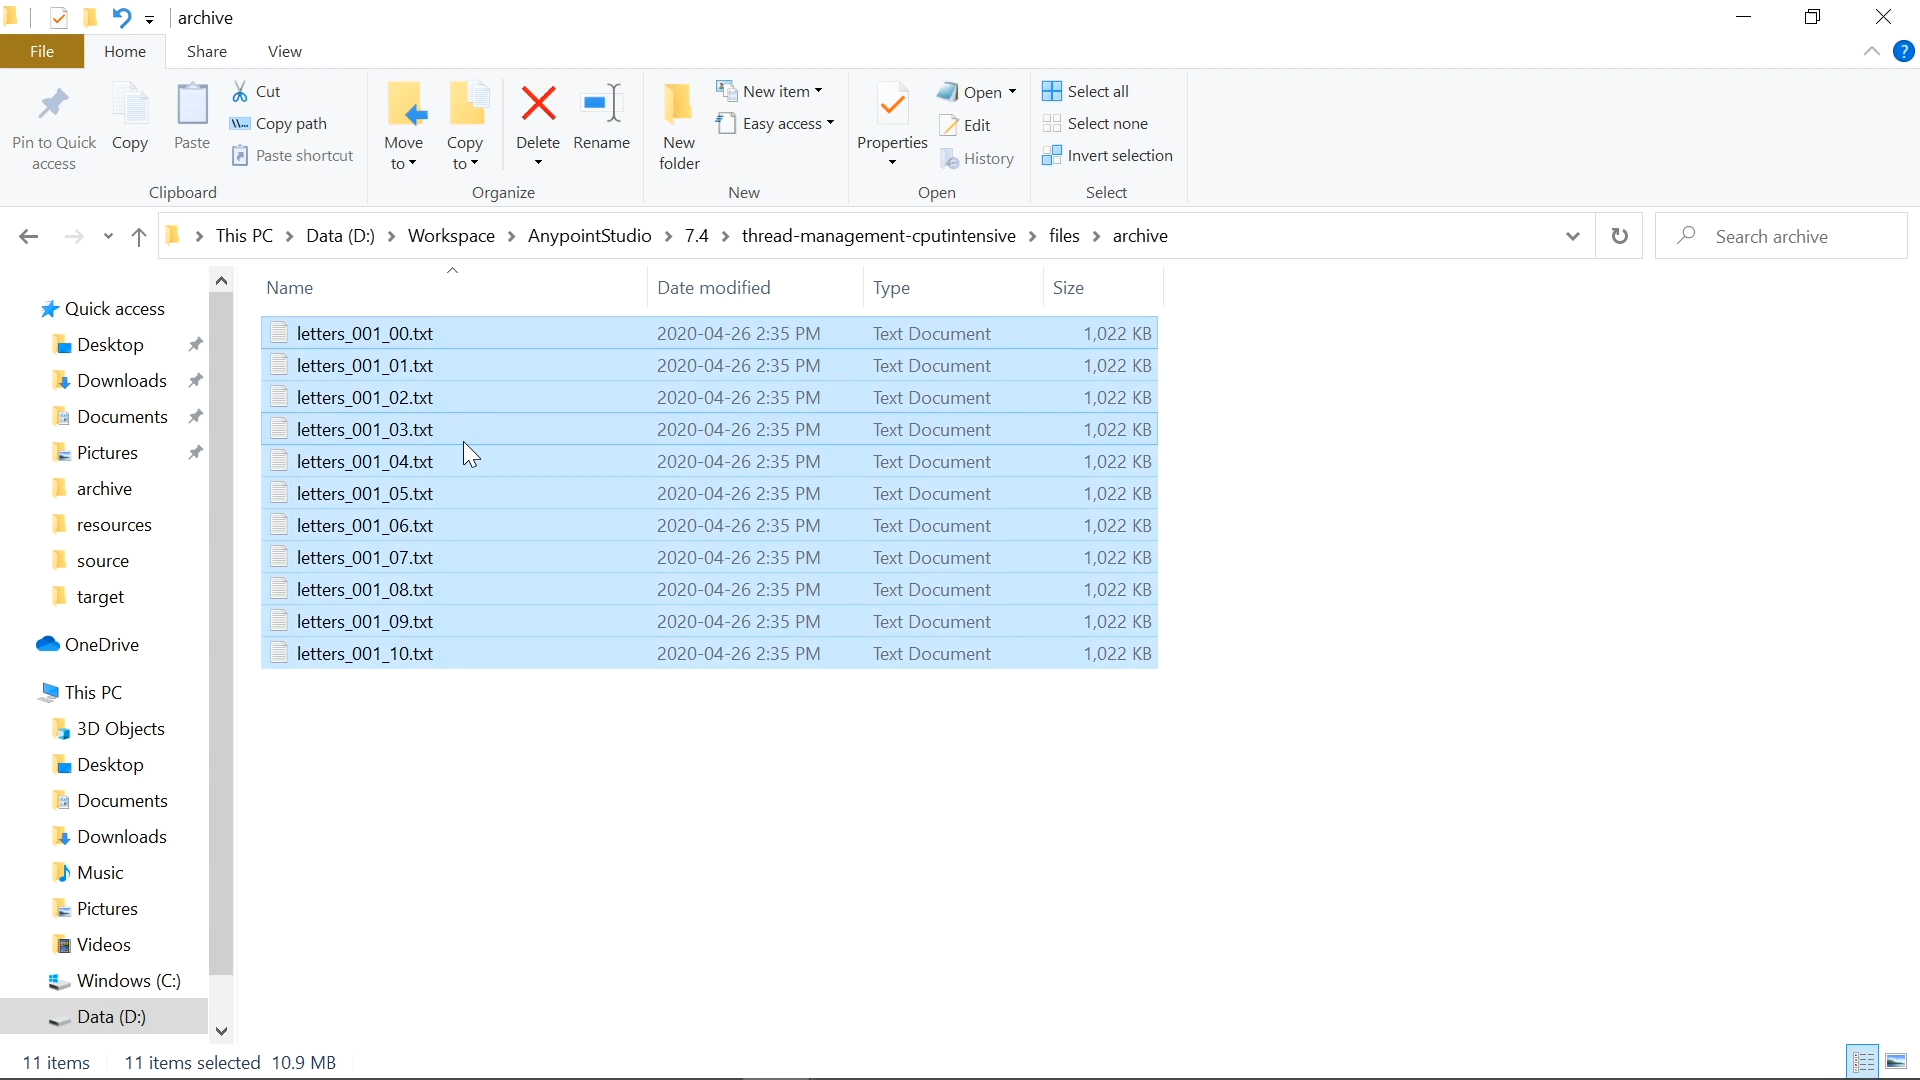 archive
File Home Share View
Pin to Quick access
Copy
Paste
Cut
Copy path
Paste shortcut
Clipboard
Move to
Copy to
Delete
Rename
Organize
New folder
New item
Easy access
New
Properties
Open
Edit
History
Open
Select all
Select none
Invert selection
Select
This PC Data (D:) Workspace AnypointStudio 7.4 thread-management-cputintensive files archive
Search archive
Quick access
Desktop
Downloads
Documents
Pictures
archive
resources
source
target
OneDrive
This PC
3D Objects
Desktop
Documents
Downloads
Music
Pictures
Videos
Windows (C:)
Data (D:)
Name Date modified Type Size
letters_001_00.txt 2020-04-26 2:35 PM Text Document 1,022 KB
letters_001_01.txt 2020-04-26 2:35 PM Text Document 1,022 KB
letters_001_02.txt 2020-04-26 2:35 PM Text Document 1,022 KB
letters_001_03.txt 2020-04-26 2:35 PM Text Document 1,022 KB
letters_001_04.txt 2020-04-26 2:35 PM Text Document 1,022 KB
letters_001_05.txt 2020-04-26 2:35 PM Text Document 1,022 KB
letters_001_06.txt 2020-04-26 2:35 PM Text Document 1,022 KB
letters_001_07.txt 2020-04-26 2:35 PM Text Document 1,022 KB
letters_001_08.txt 2020-04-26 2:35 PM Text Document 1,022 KB
letters_001_09.txt 2020-04-26 2:35 PM Text Document 1,022 KB
letters_001_10.txt 2020-04-26 2:35 PM Text Document 1,022 KB
11 items 11 items selected 10.9 MB